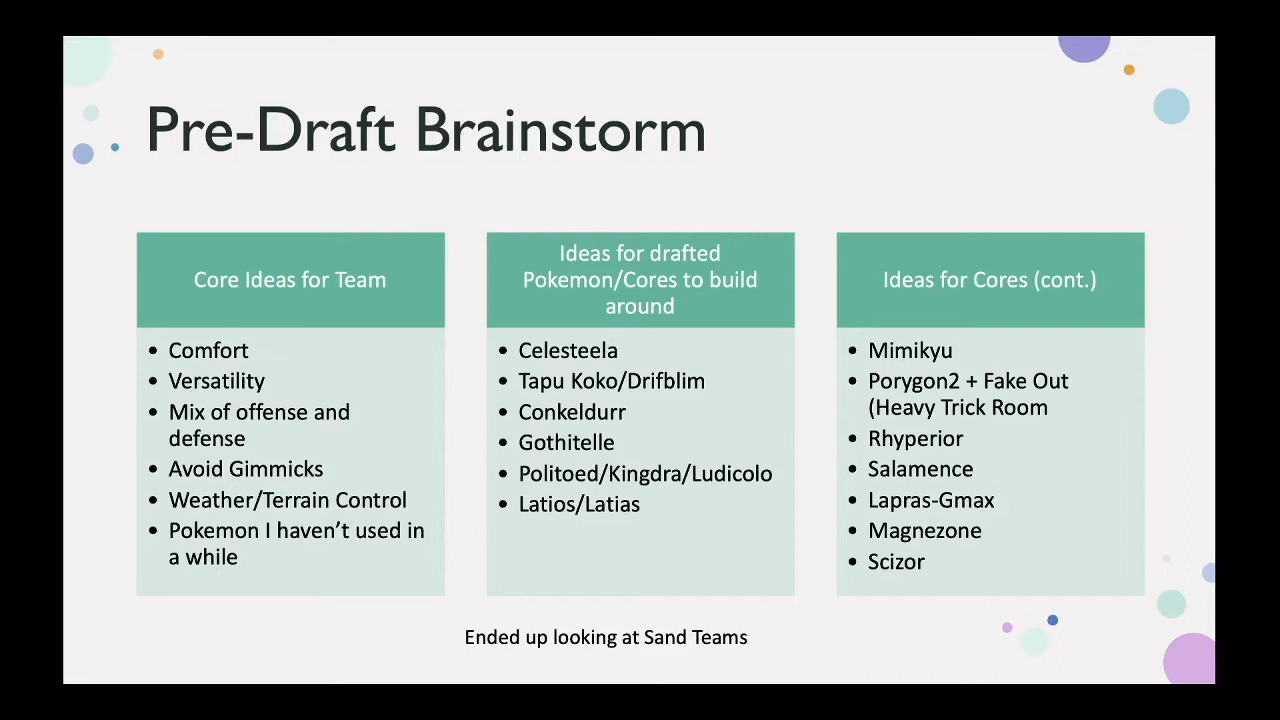 Pre-Draft Brainstorm
Core Ideas for Team
• Comfort
• Versatility
• Mix of offense and
defense
• Avoid Gimmicks
• Weather/Terrain Control
• Pokemon I haven't used in
a while
Ideas for drafted
Pokemon/Cores to build
around
• Celesteela
• Tapu Koko/Drifblim
• Conkeldurr
• Gothitelle
• Politoed/Kingdra/Ludicolo
• Latios/Latias
Ideas for Cores (cont.)
• Mimikyu
• Porygon2 + Fake Out
(Heavy Trick Room
• Rhyperior
• Salamence
• Lapras-Gmax
• Magnezone
• Scizor
Ended up looking at Sand Teams